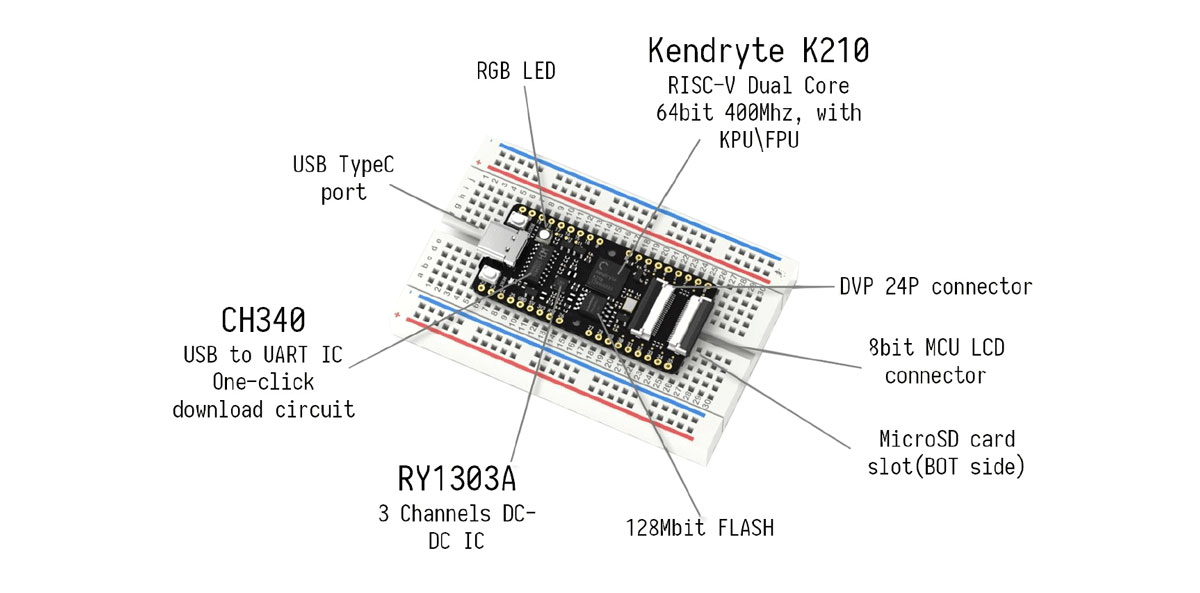 Kendryte K210
RISC-V Dual Core
64bit 400Mhz, with
KPU\FPU
RGB LED
USB TypeC
port
DVP 24P connector
8bit MCU LCD
connector
CH340
USB to UART IC
One-click
download circuit
MicroSD card
slot(BOT side)
RY1303A
3 Channels DC-
DC IC
128Mbit FLASH